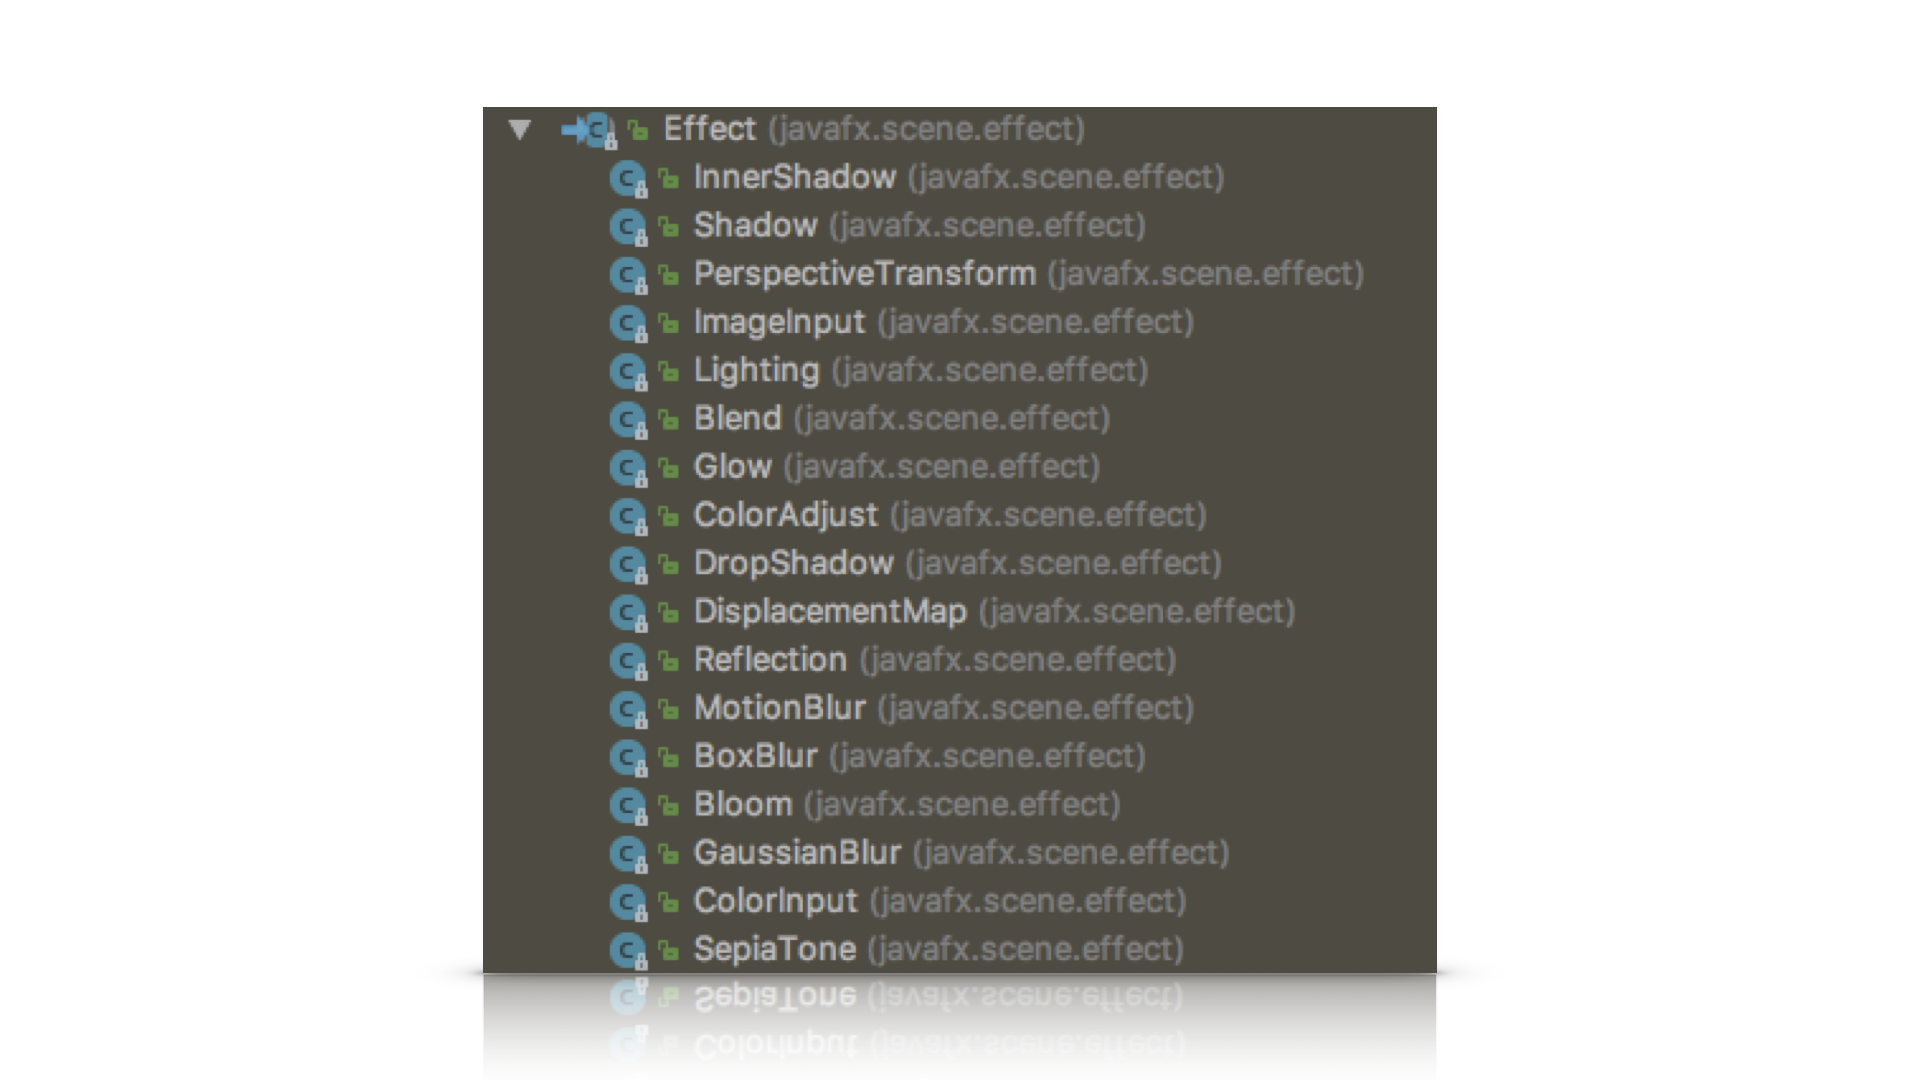 Effect (javafx.scene.effect)
InnerShadow (javafx.scene.effect)
Shadow (javafx.scene.effect)
PerspectiveTransform (javafx.scene.effect)
ImageInput (javafx.scene.effect)
Lighting (javafx.scene.effect)
Blend (javafx.scene.effect)
Glow (javafx.scene.effect)
ColorAdjust (javafx.scene.effect)
DropShadow (javafx.scene.effect)
DisplacementMap (javafx.scene.effect)
Reflection (javafx.scene.effect)
MotionBlur (javafx.scene.effect)
BoxBlur (javafx.scene.effect)
Bloom (javafx.scene.effect)
GaussianBlur (javafx.scene.effect)
ColorInput (javafx.scene.effect)
SepiaTone (javafx.scene.effect)